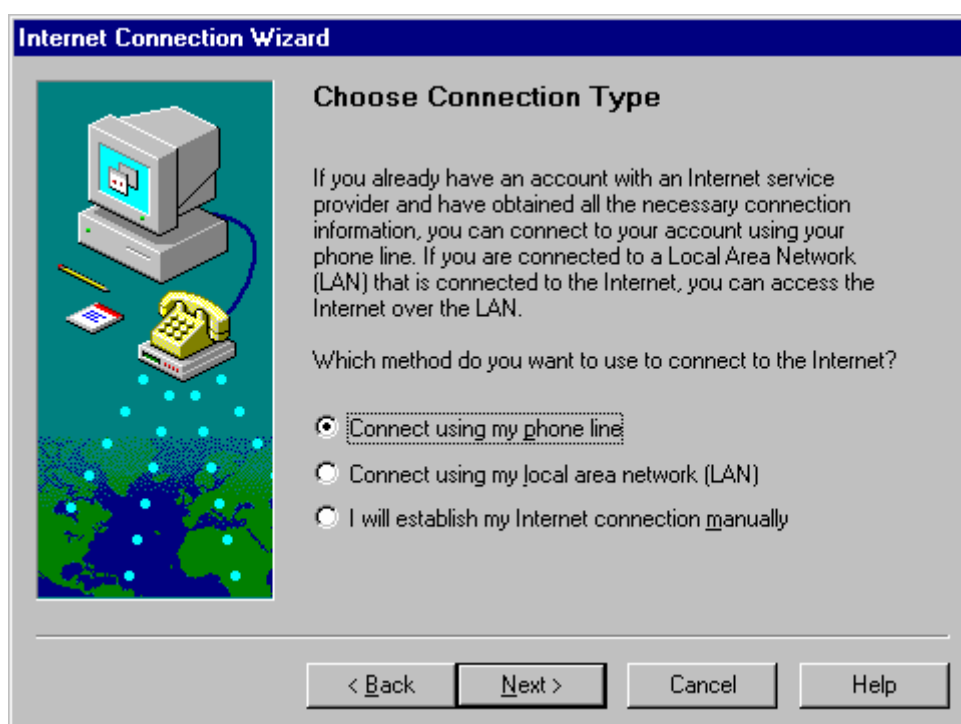 Internet Connection Wizard
Choose Connection Type
If you already have an account with an Internet service
provider and have obtained all the necessary connection
information, you can connect to your account using your
phone line. If you are connected to a Local Area Network
(LAN) that is connected to the Internet, you can access the
Internet over the LAN.
Which method do you want to use to connect to the Internet?
Connect using my phone line
Connect using my local area network (LAN)
I will establish my Internet connection manually
< Back
Next >
Cancel
Help